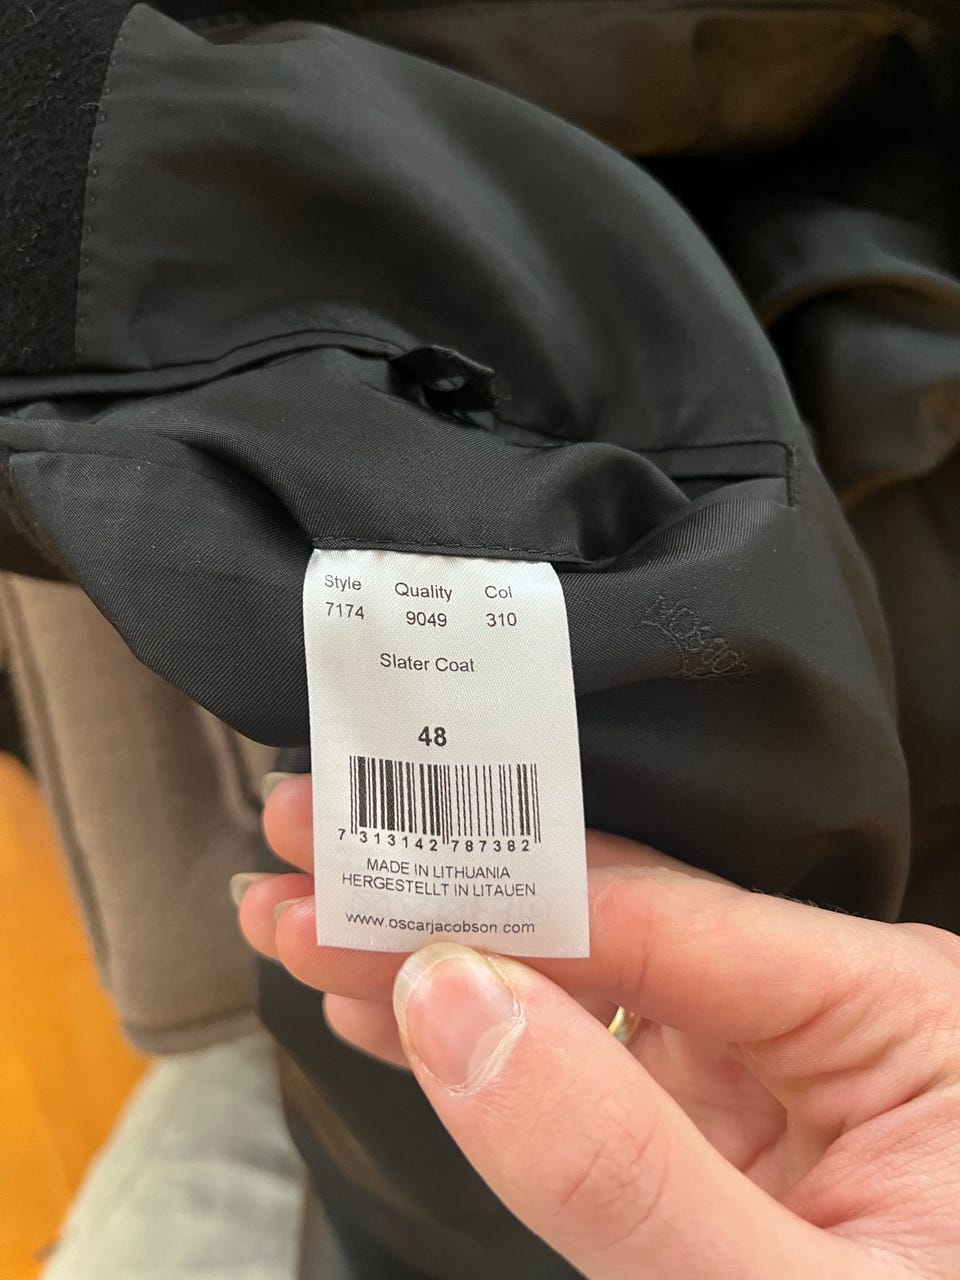 Style Quality Col
7174 9049 310
Slater Coat
48
7 313142 787382
MADE IN LITHUANIA
HERGESTELLT IN LITAUEN
www.oscarjacobson.com